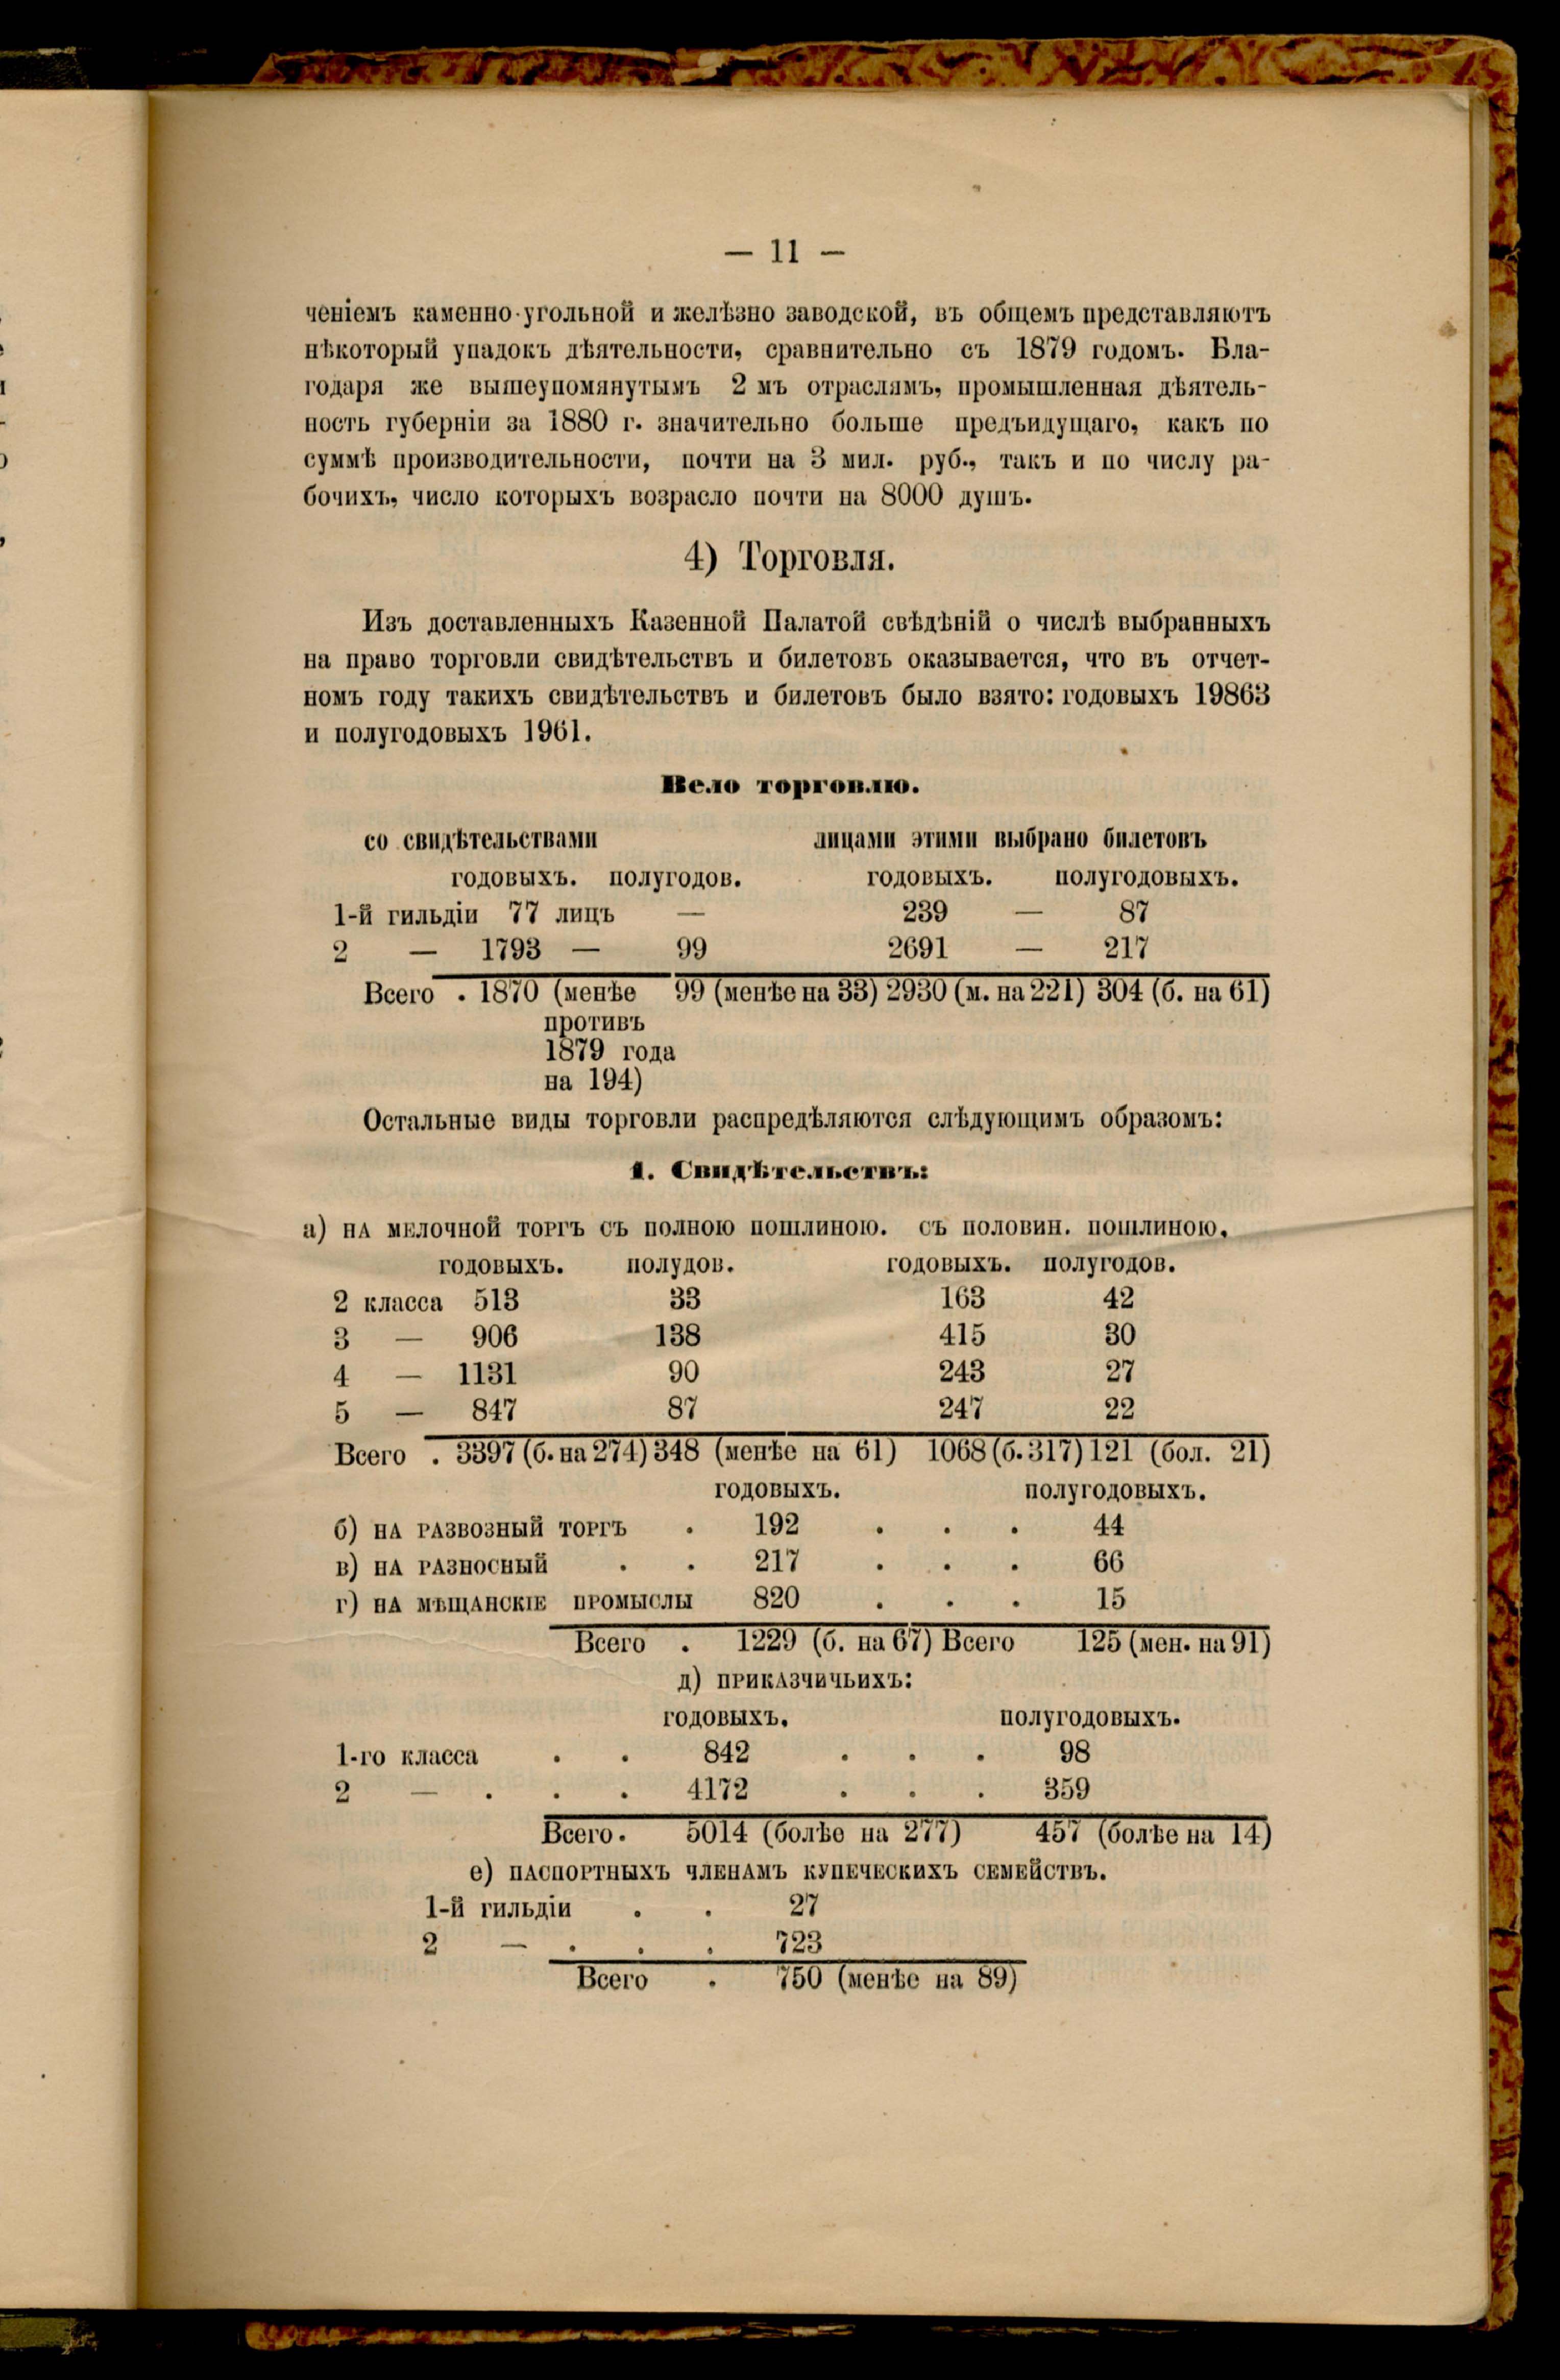 — 11 —
ченіемъ каменно-угольной и желѣзно заводской, въ общемъ представляютъ
нѣкоторый упадокъ дѣятельности, сравнительно съ 1879 годомъ. Бла-
годаря же вышеупомянутымъ 2 мъ отраслямъ, промышленная дѣятель-
ность губерніи за 1880 г. значительно больше предъидущаго, какъ по
суммѣ производительности, почти на 3 мил. руб., такъ и по числу ра-
бочихъ, число которыхъ возрасло почти на 8000 душъ.
4) Торговля.
Изъ доставленныхъ Казенной Палатой свѣдѣній о числѣ выбранныхъ
на право торговли свидѣтельствъ и билетовъ оказывается, что въ отчет-
номъ году такихъ свидѣтельствъ и билетовъ было взято: годовыхъ 19863
и полугодовыхъ 1961.
Вело торговлю.
со свидѣтельствами лицами этими выбрано билетовъ
годовыхъ. полугодов. годовыхъ. полугодовыхъ.
1-й гильдіи 77 лицъ — 239 — 87
2 — 1793 — 99 2691 — 217
Всего . 1870 (менѣе 99 (менѣе на 33) 2930 (м. на 221) 304 (б. на 61)
противъ
1879 года
на 194)
Остальные виды торговли распредѣляются слѣдующимъ образомъ:
1. Свидѣтельствъ:
а) на мелочной торгъ съ полною пошлиною. съ половин. пошлиною.
годовыхъ. полудов. годовыхъ. полугодов.
2 класса 513 33 163 42
3 — 906 138 415 30
4 — 1131 90 243 27
5 — 847 87 247 22
Всего . 3397 (б. на 274) 348 (менѣе на 61) 1068 (б. 317) 121 (бол. 21)
годовыхъ. полугодовыхъ.
б) на развозный торгъ . 192 . . . 44
в) на разносный . . 217 . . . 66
г) на мѣщанскіе промыслы 820 . . . 15
Всего . 1229 (б. на 67) Всего 125 (мен. на 91)
д) приказчичьихъ:
годовыхъ. полугодовыхъ.
1-го класса . . 842 . . . 98
2 — . . . 4172 . . . 359
Всего. 5014 (болѣе на 277) 457 (болѣе на 14)
е) паспортныхъ членамъ купеческихъ семействъ.
1-й гильдіи . . 27
2 — . . . 723
Всего . 750 (менѣе на 89)